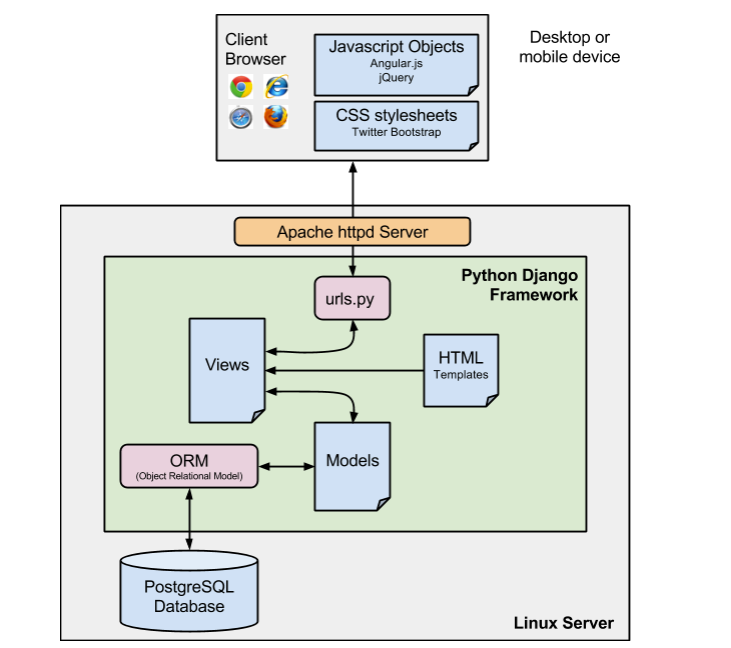 Client
Browser
Javascript Objects
Angular.js
jQuery
CSS stylesheets
Twitter Bootstrap
Desktop or
mobile device
Apache httpd Server
Python Django
Framework
urls.py
Views
HTML
Templates
ORM
(Object Relational Model)
Models
PostgreSQL
Database
Linux Server